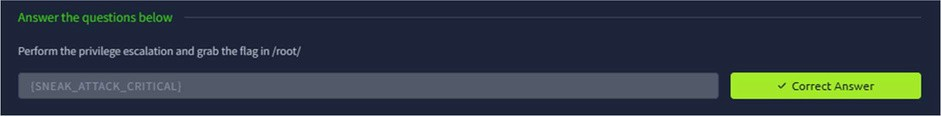 Answer the questions below
Perform the privilege escalation and grab the flag in /root/
{SNEAK_ATTACK_CRITICAL}
✓ Correct Answer